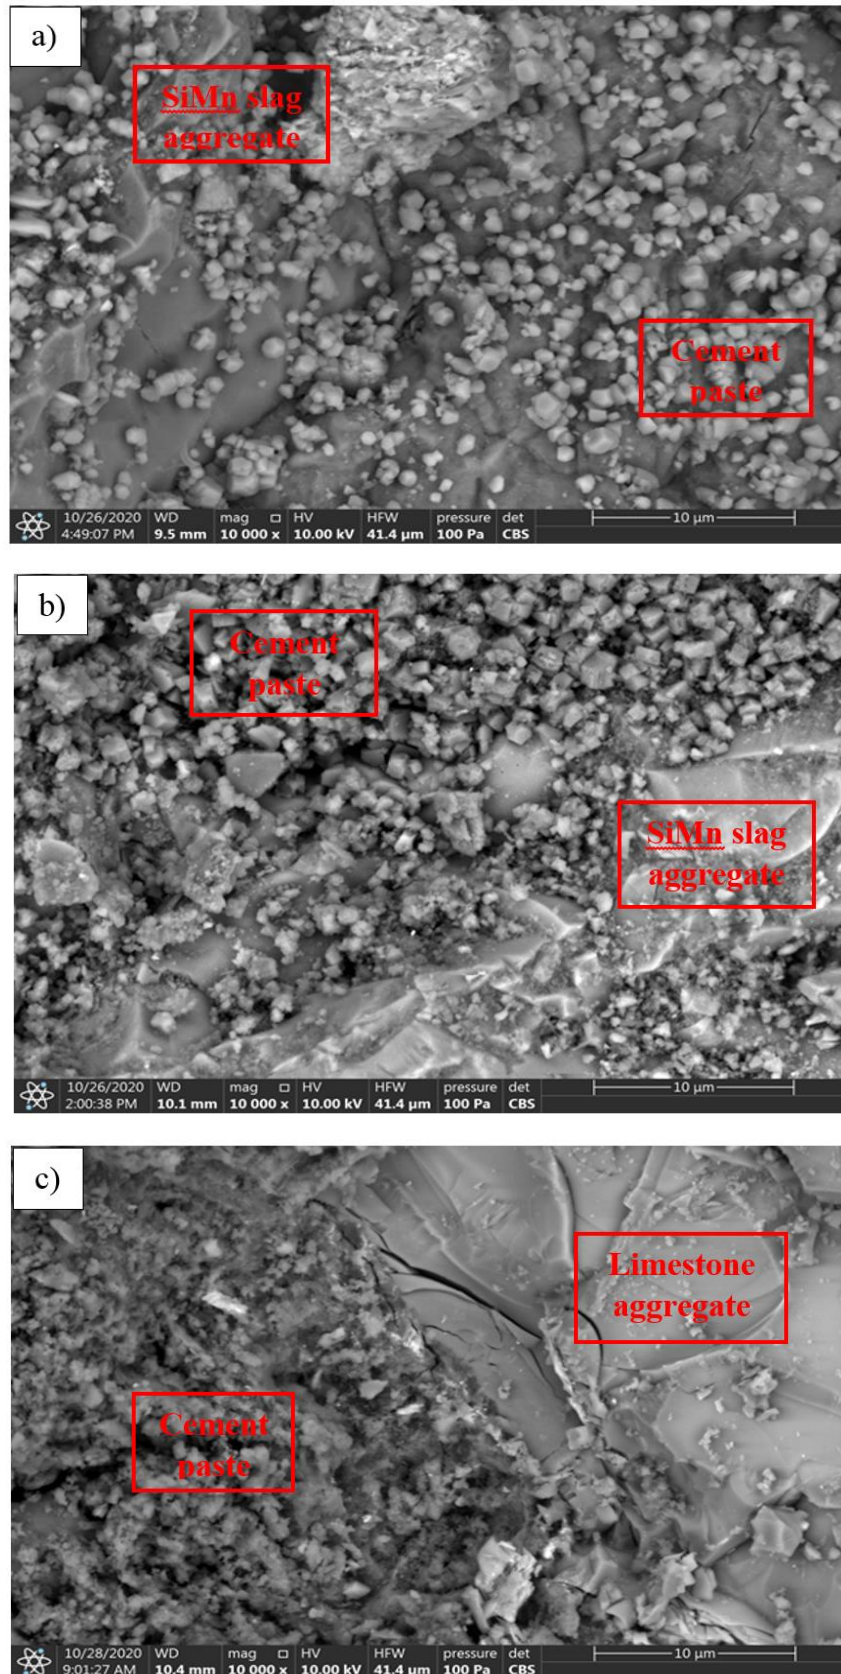 a)
SiMn slag
aggregate
Cement
paste
10/26/2020 WD mag HV HFW pressure det
4:49:07 PM 9.5 mm 10 000 x 10.00 kV 41.4 µm 100 Pa CBS
10 µm
b)
Cement
paste
SiMn slag
aggregate
10/26/2020 WD mag HV HFW pressure det
2:00:38 PM 10.1 mm 10 000 x 10.00 kV 41.4 µm 100 Pa CBS
10 µm
c)
Limestone
aggregate
Cement
paste
10/28/2020 WD mag HV HFW pressure det
9:01:27 AM 10.4 mm 10 000 x 10.00 kV 41.4 µm 100 Pa CBS
10 µm